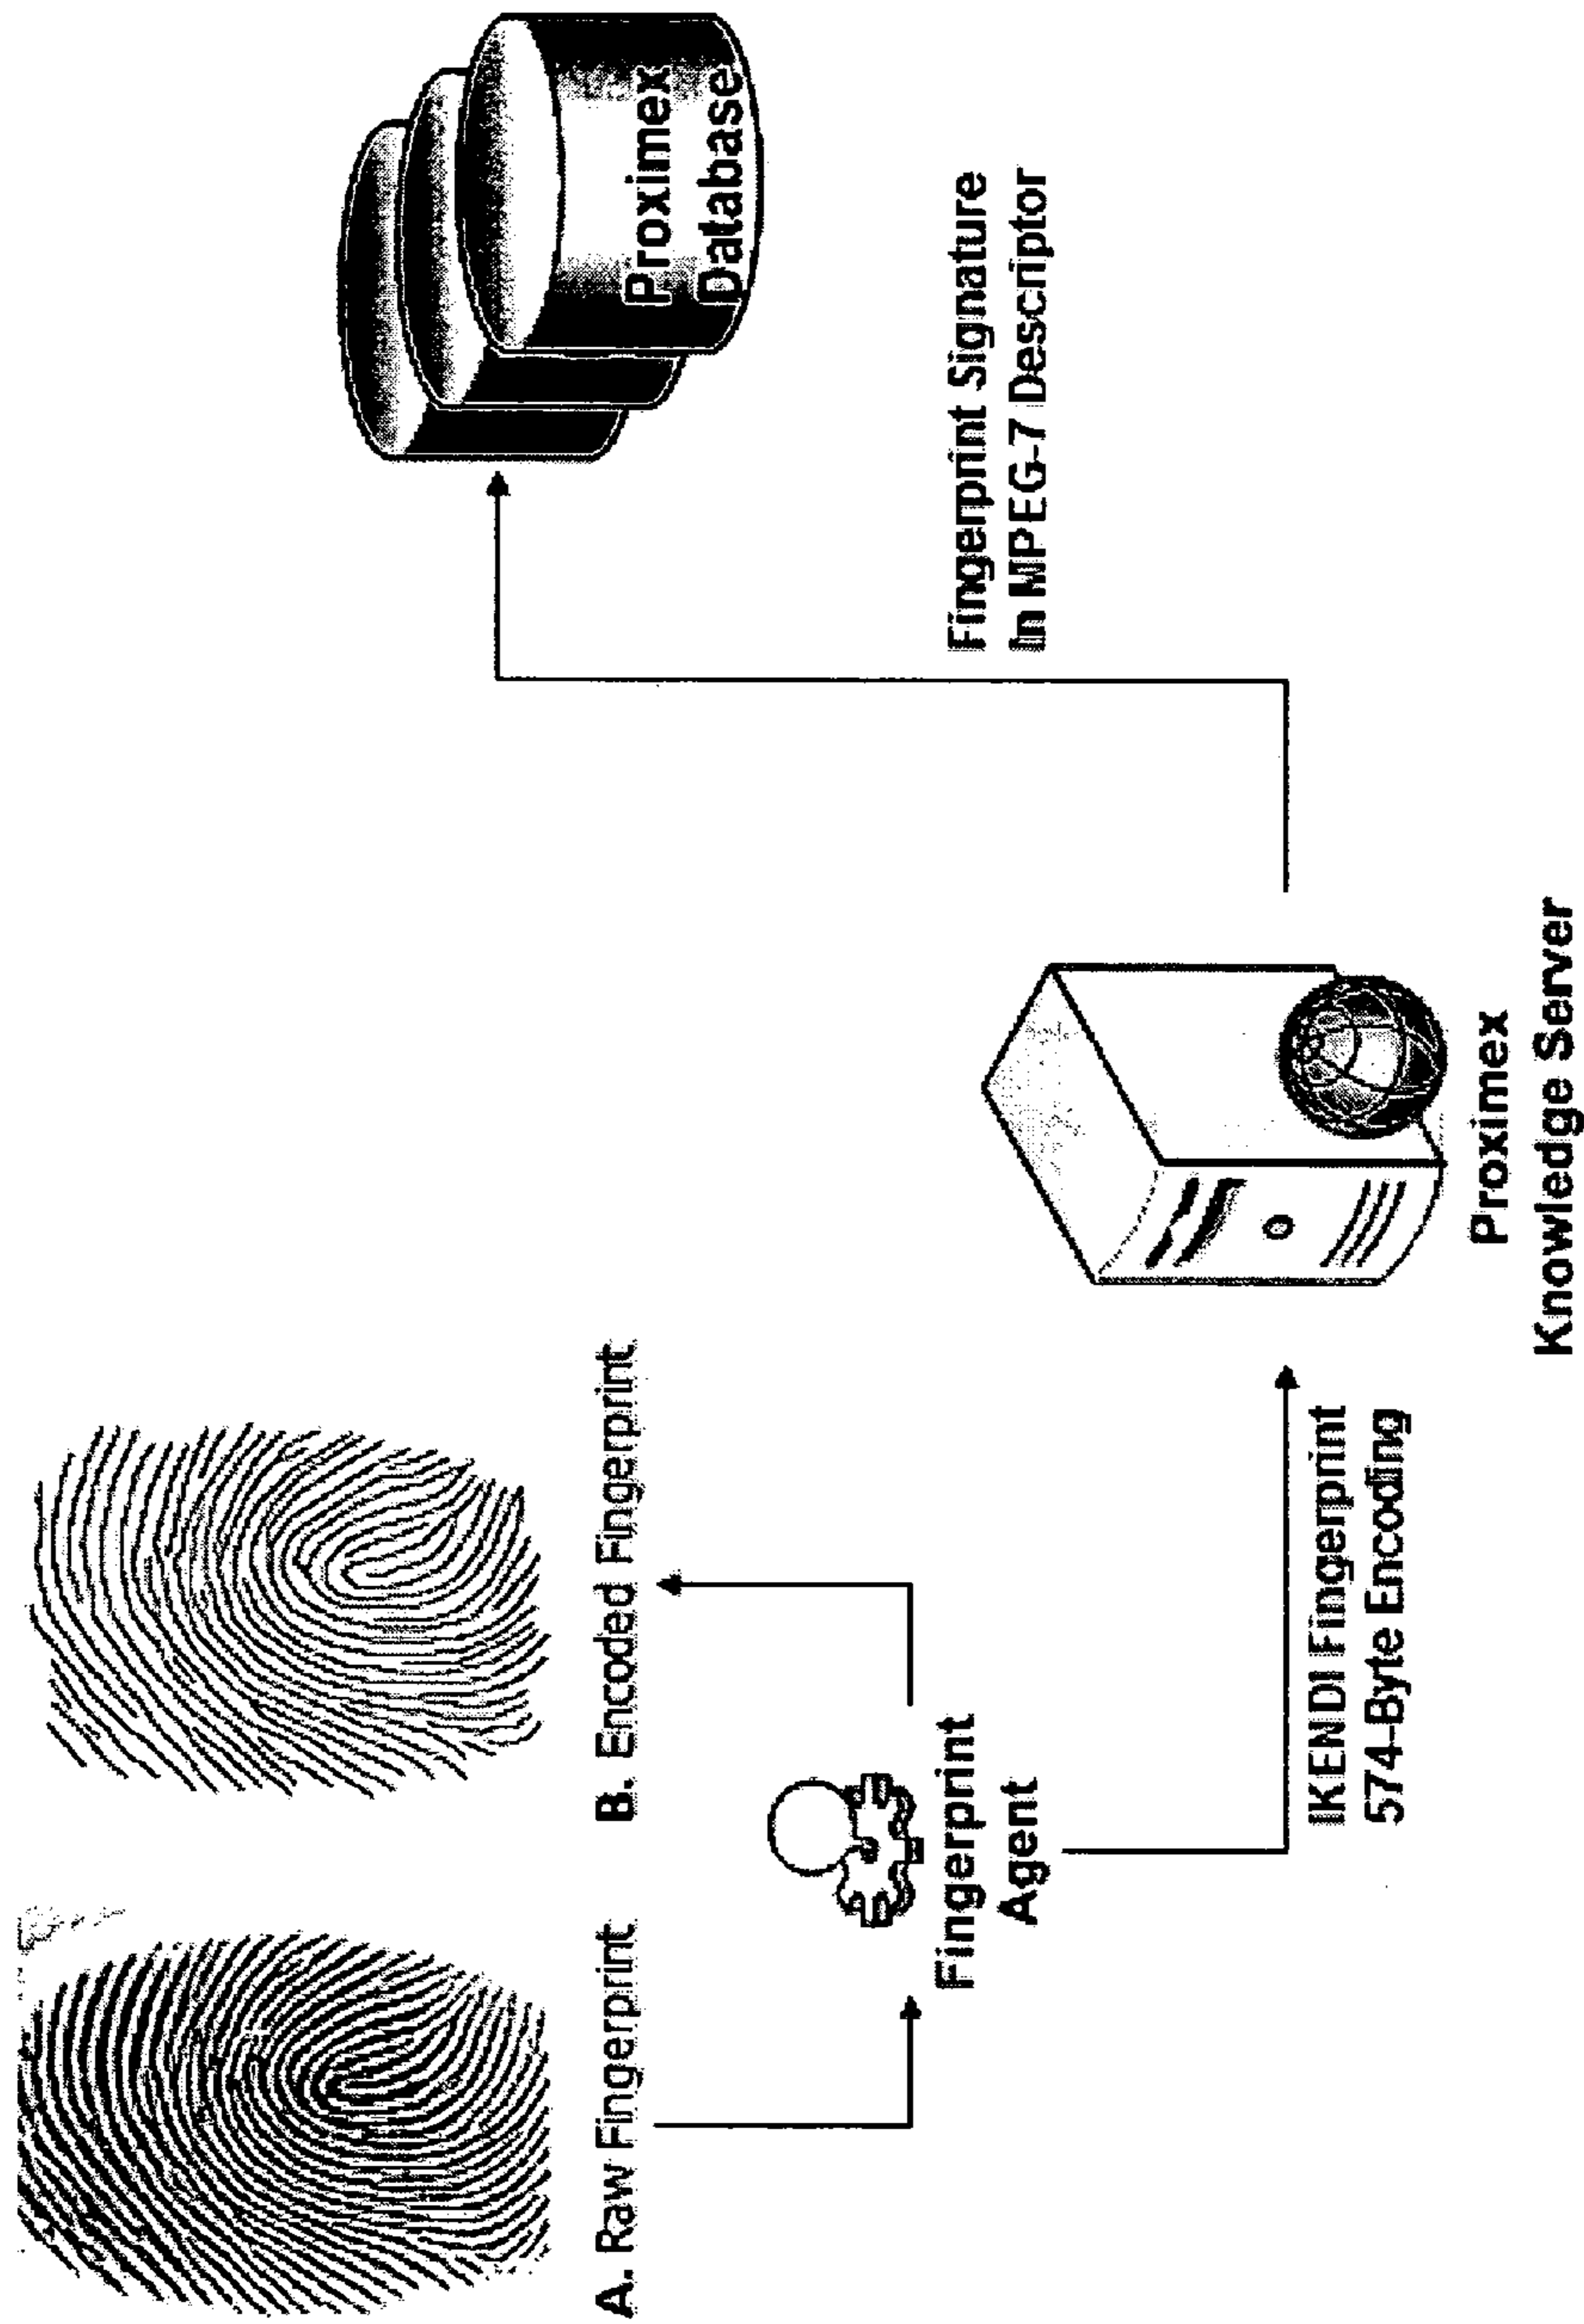 A. Raw Fingerprint
B. Encoded Fingerprint
Fingerprint
Agent
IKENDI Fingerprint
574-Byte Encoding
Proximex
Knowledge Server
Fingerprint Signature
In MPEG-7 Descriptor
Proximex
Database